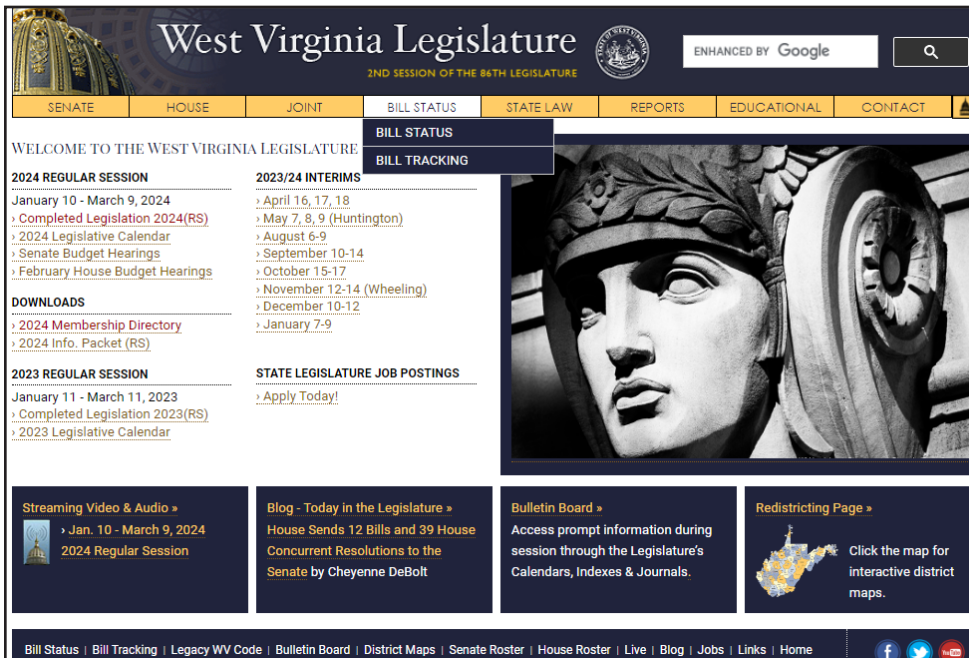 West Virginia Legislature
2ND SESSION OF THE 86TH LEGISLATURE
ENHANCED BY Google
SENATE
HOUSE
JOINT
BILL STATUS
STATE LAW
REPORTS
EDUCATIONAL
CONTACT
BILL STATUS
BILL TRACKING
WELCOME TO THE WEST VIRGINIA LEGISLATURE
2024 REGULAR SESSION
January 10 - March 9, 2024
› Completed Legislation 2024(RS)
› 2024 Legislative Calendar
› Senate Budget Hearings
› February House Budget Hearings
DOWNLOADS
› 2024 Membership Directory
› 2024 Info. Packet (RS)
2023 REGULAR SESSION
January 11 - March 11, 2023
› Completed Legislation 2023(RS)
› 2023 Legislative Calendar
2023/24 INTERIMS
› April 16, 17, 18
› May 7, 8, 9 (Huntington)
› August 6-9
› September 10-14
› October 15-17
› November 12-14 (Wheeling)
› December 10-12
› January 7-9
STATE LEGISLATURE JOB POSTINGS
› Apply Today!
Streaming Video & Audio »
› Jan. 10 - March 9, 2024
2024 Regular Session
Blog - Today in the Legislature »
House Sends 12 Bills and 39 House
Concurrent Resolutions to the
Senate by Cheyenne DeBolt
Bulletin Board »
Access prompt information during
session through the Legislature's
Calendars, Indexes & Journals.
Redistricting Page »
Click the map for
interactive district
maps.
Bill Status | Bill Tracking | Legacy WV Code | Bulletin Board | District Maps | Senate Roster | House Roster | Live | Blog | Jobs | Links | Home